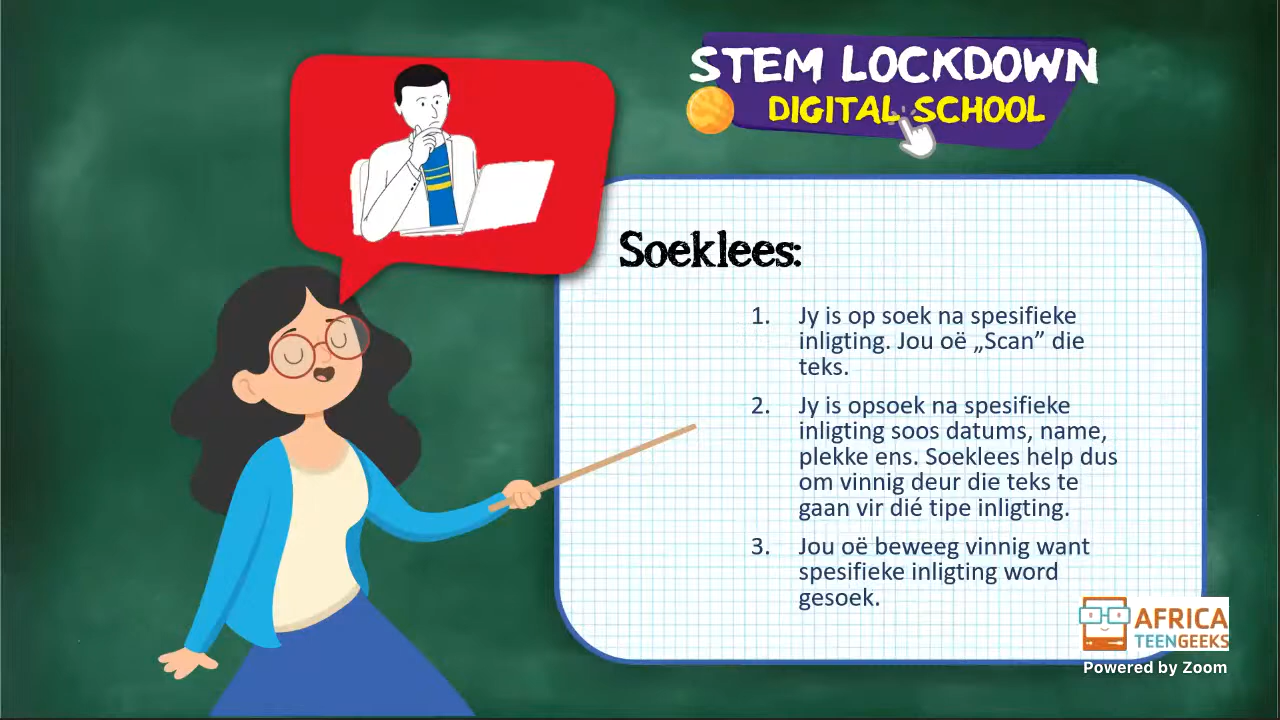 STEM LOCKDOWN
DIGITAL SCHOOL
Soeklees:
1. Jy is op soek na spesifieke
inligting. Jou oë „Scan” die
teks.
2. Jy is opsoek na spesifieke
inligting soos datums, name,
plekke ens. Soeklees help dus
om vinnig deur die teks te
gaan vir dié tipe inligting.
3. Jou oë beweeg vinnig want
spesifieke inligting word
gesoek.
AFRICA
TEENGEEKS
Powered by Zoom